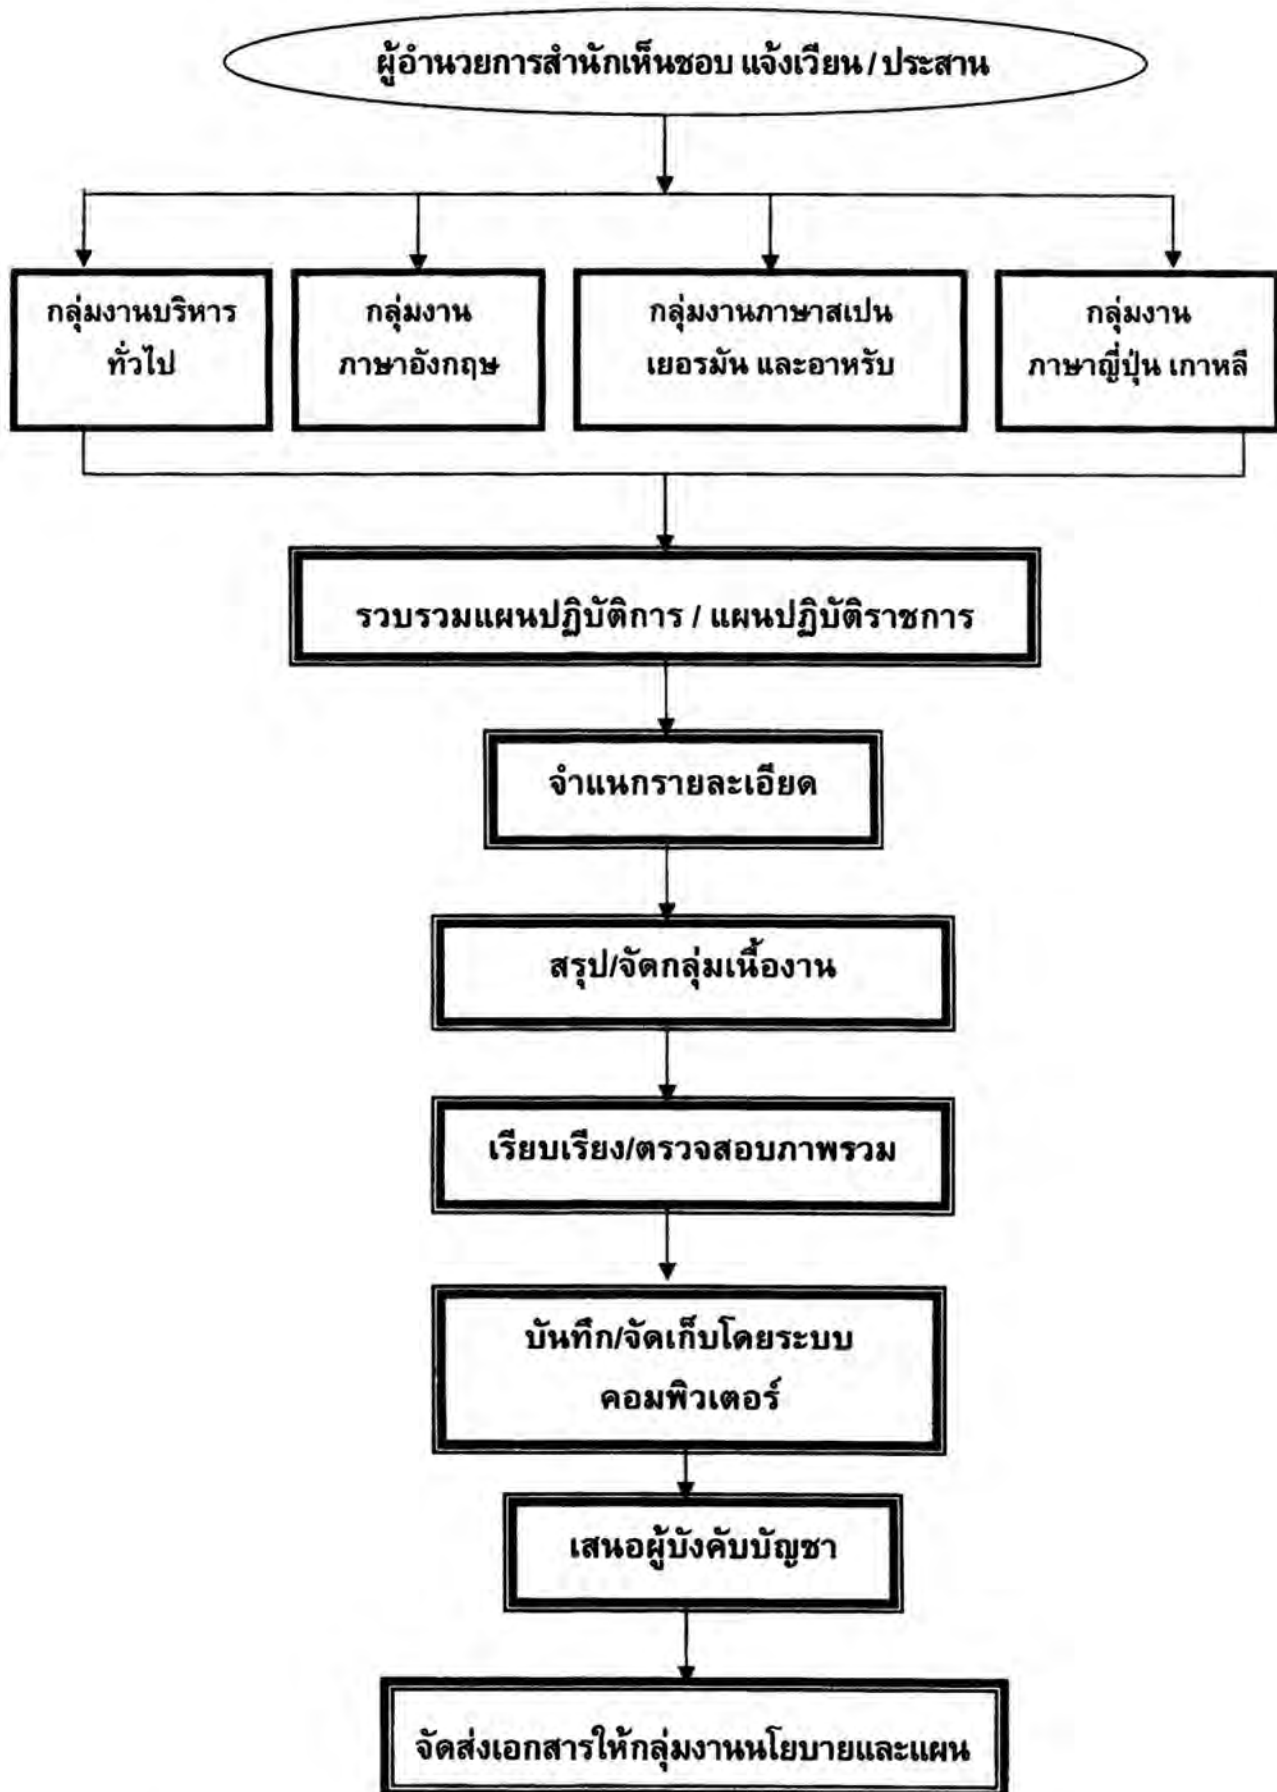 ผู้อำนวยการสำนักเห็นชอบ แจ้งเวียน / ประสาน
กลุ่มงานบริหาร
ทั่วไป
กลุ่มงาน
ภาษาอังกฤษ
กลุ่มงานภาษาสเปน
เยอรมัน และอาหรับ
กลุ่มงาน
ภาษาญี่ปุ่น เกาหลี
รวบรวมแผนปฏิบัติการ / แผนปฏิบัติราชการ
จำแนกรายละเอียด
สรุป/จัดกลุ่มเนื้องาน
เรียบเรียง/ตรวจสอบภาพรวม
บันทึก/จัดเก็บโดยระบบ
คอมพิวเตอร์
เสนอผู้บังคับบัญชา
จัดส่งเอกสารให้กลุ่มงานนโยบายและแผน